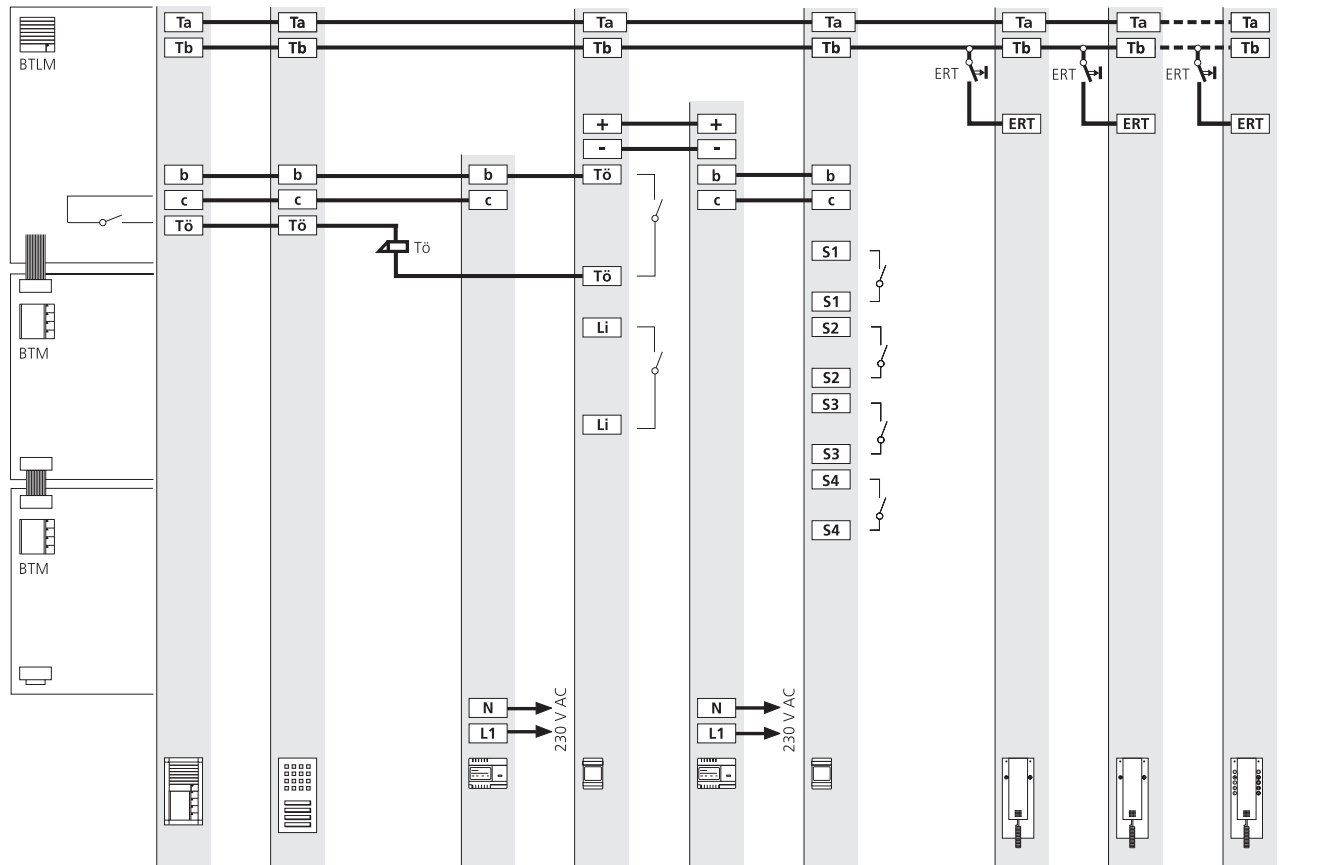 Ta Ta Ta Ta Ta Ta Ta
BTLM Tb Tb Tb Tb Tb Tb Tb
ERT ERT ERT
+ + ERT ERT ERT
- -
b b b Tö b b
c c c c c
Tö Tö
Tö
S1
Tö
S1
BTM Li S2
S2
S3
Li
S3
S4
S4
BTM
N N
L1 L1
230 V AC 230 V AC